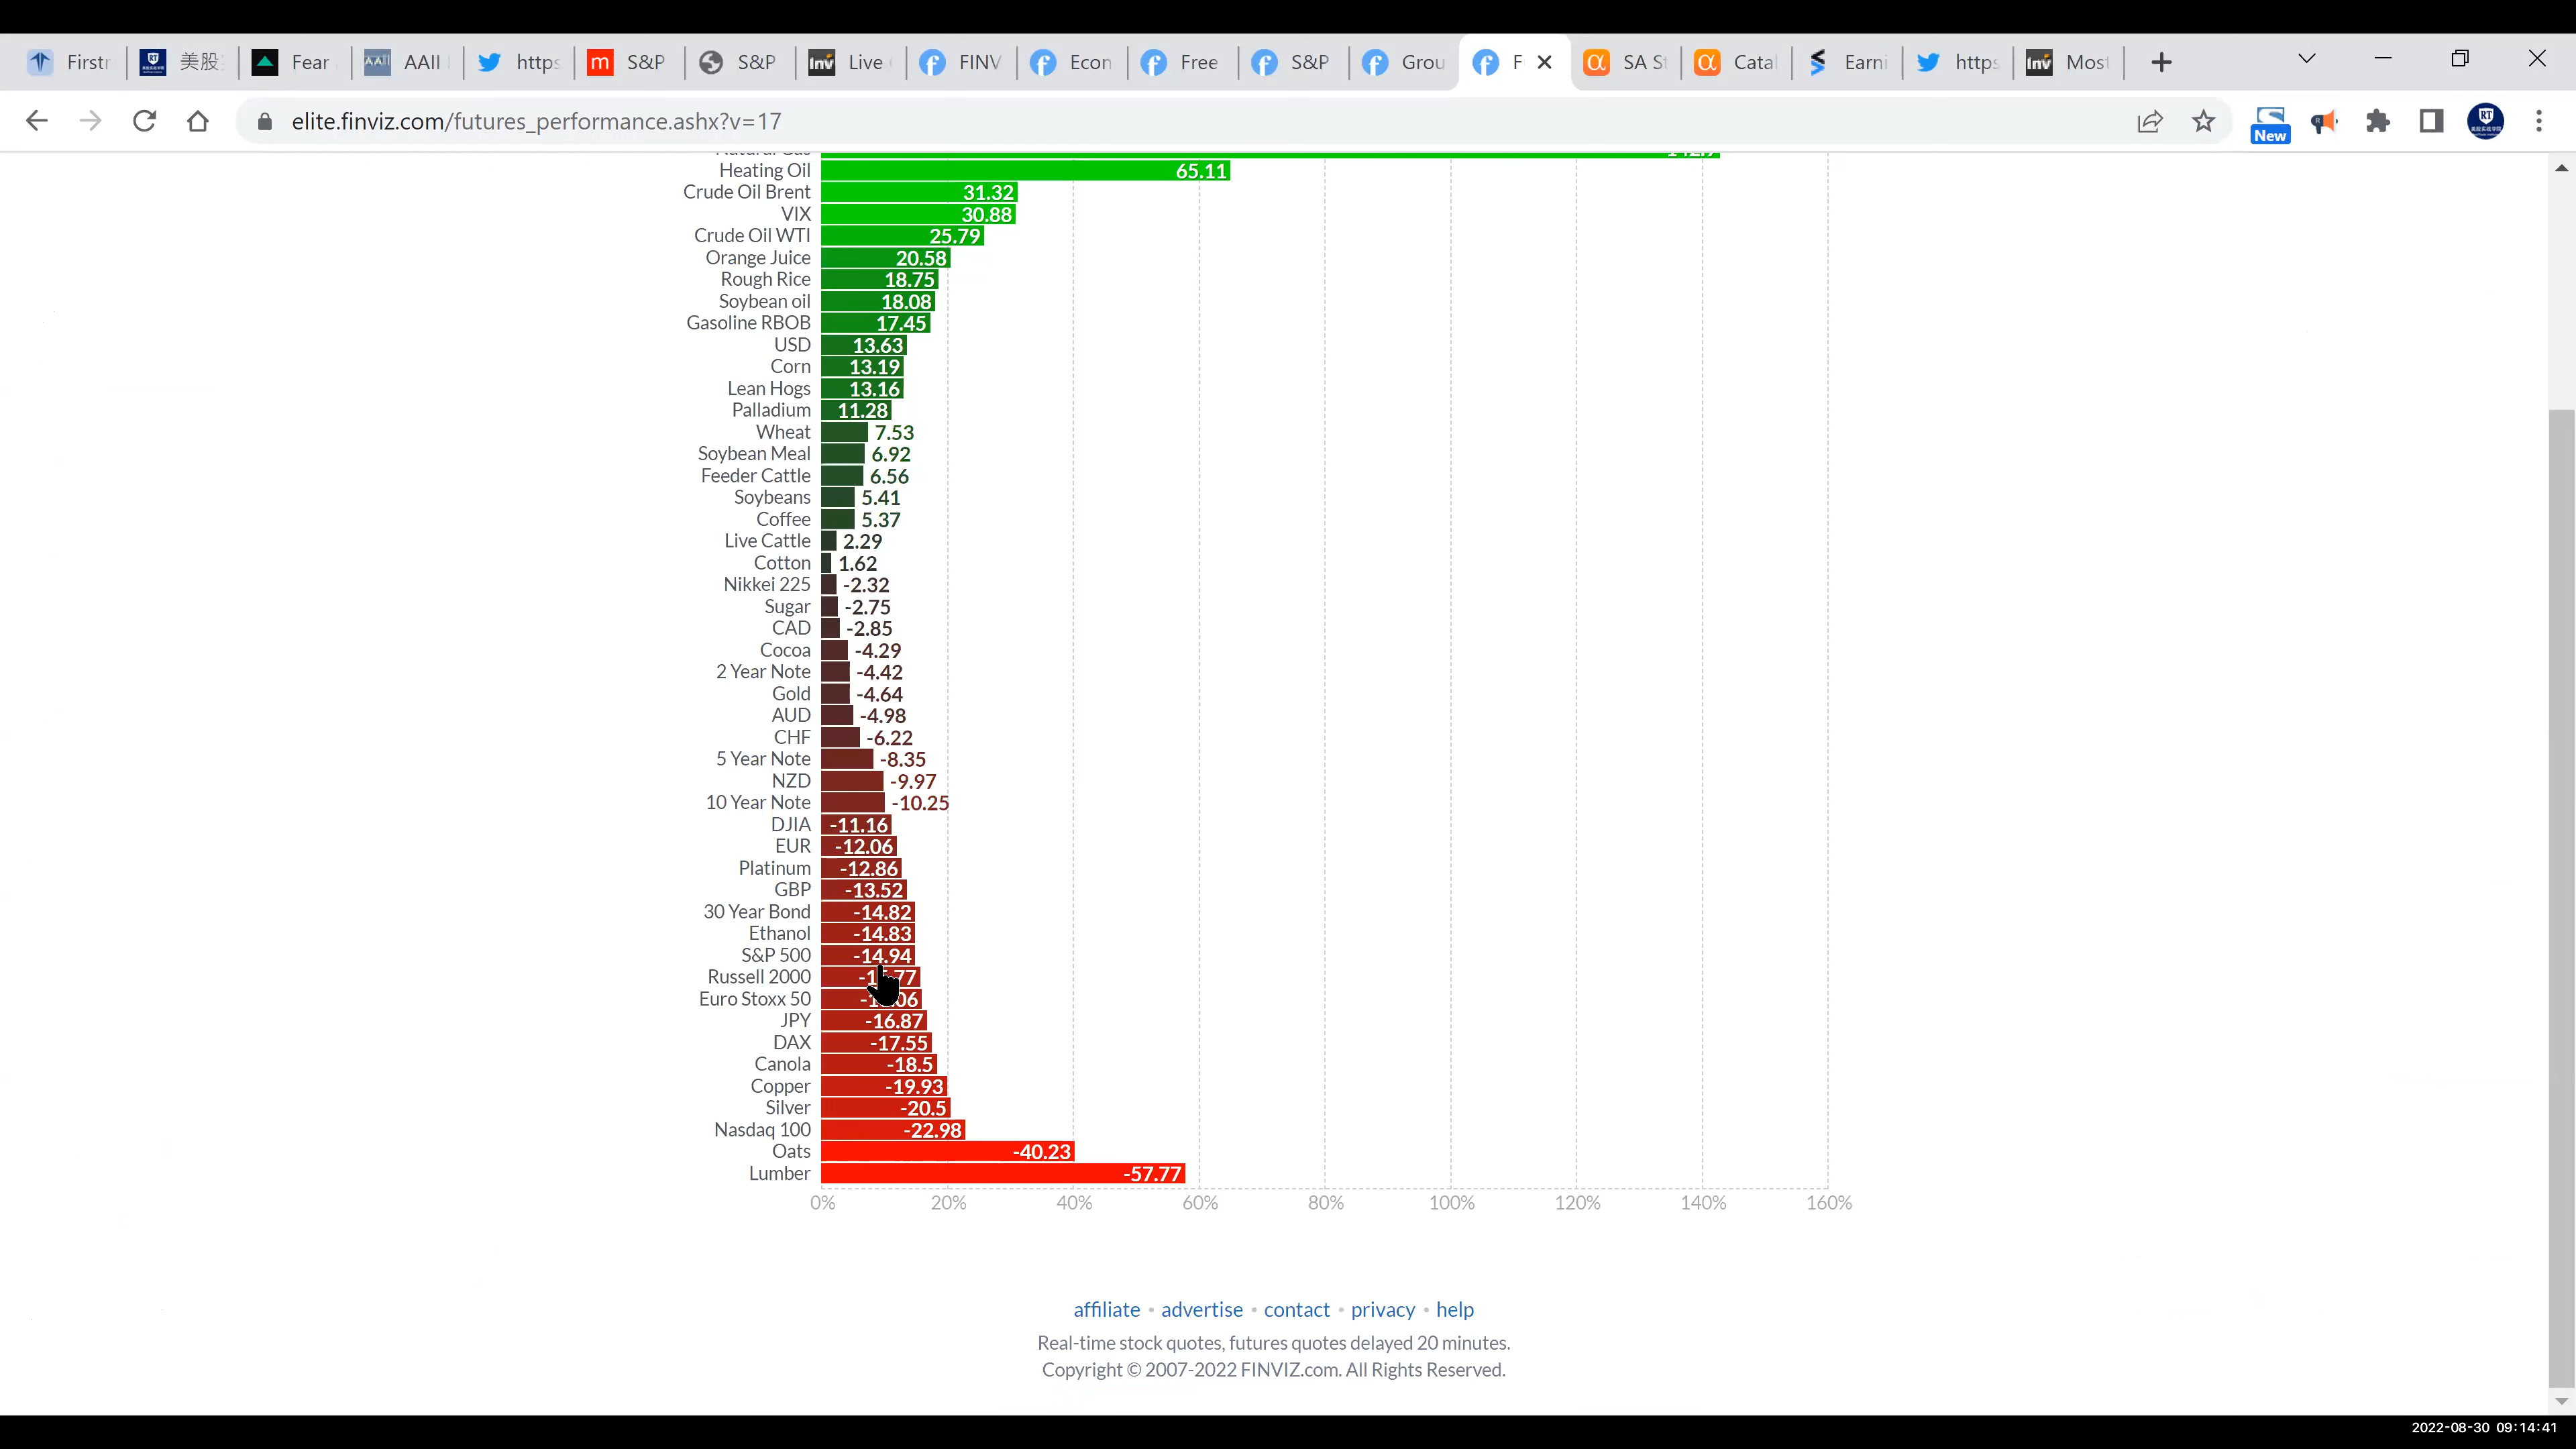 Firstr 美股 Fear AAII http: S&P S&P Live FINV Econ Free S&P Grou F SA St Catal Earni http: Most
elite.finviz.com/futures_performance.ashx?v=17
New
Heating Oil 65.11
Crude Oil Brent 31.32
VIX 30.88
Crude Oil WTI 25.79
Orange Juice 20.58
Rough Rice 18.75
Soybean oil 18.08
Gasoline RBOB 17.45
USD 13.63
Corn 13.19
Lean Hogs 13.16
Palladium 11.28
Wheat 7.53
Soybean Meal 6.92
Feeder Cattle 6.56
Soybeans 5.41
Coffee 5.37
Live Cattle 2.29
Cotton 1.62
Nikkei 225 -2.32
Sugar -2.75
CAD -2.85
Cocoa -4.29
2 Year Note -4.42
Gold -4.64
AUD -4.98
CHF -6.22
5 Year Note -8.35
NZD -9.97
10 Year Note -10.25
DJIA -11.16
EUR -12.06
Platinum -12.86
GBP -13.52
30 Year Bond -14.82
Ethanol -14.83
S&P 500 -14.94
Russell 2000
Euro Stoxx 50
JPY -16.87
DAX -17.55
Canola -18.5
Copper -19.93
Silver -20.5
Nasdaq 100 -22.98
Oats -40.23
Lumber -57.77
0% 20% 40% 60% 80% 100% 120% 140% 160%
affiliate • advertise • contact • privacy • help
Real-time stock quotes, futures quotes delayed 20 minutes.
Copyright © 2007-2022 FINVIZ.com. All Rights Reserved.
2022-08-30 09:14:41